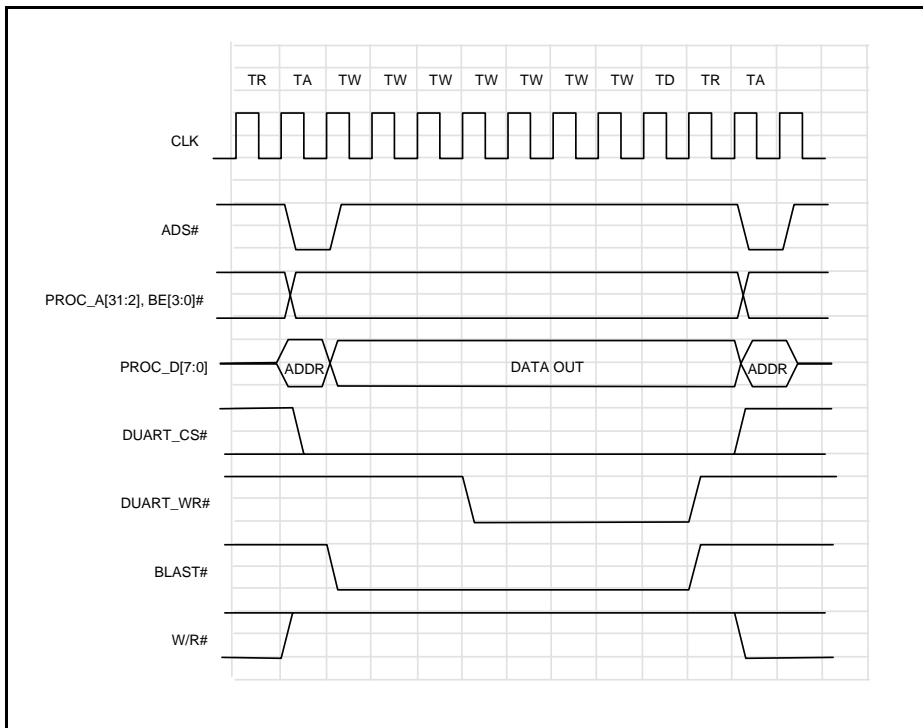 TR TA TW TW TW TW TW TW TW TD TR TA
CLK
ADS#
PROC_A[31:2], BE[3:0]#
PROC_D[7:0] ADDR DATA OUT ADDR
DUART_CS#
DUART_WR#
BLAST#
W/R#